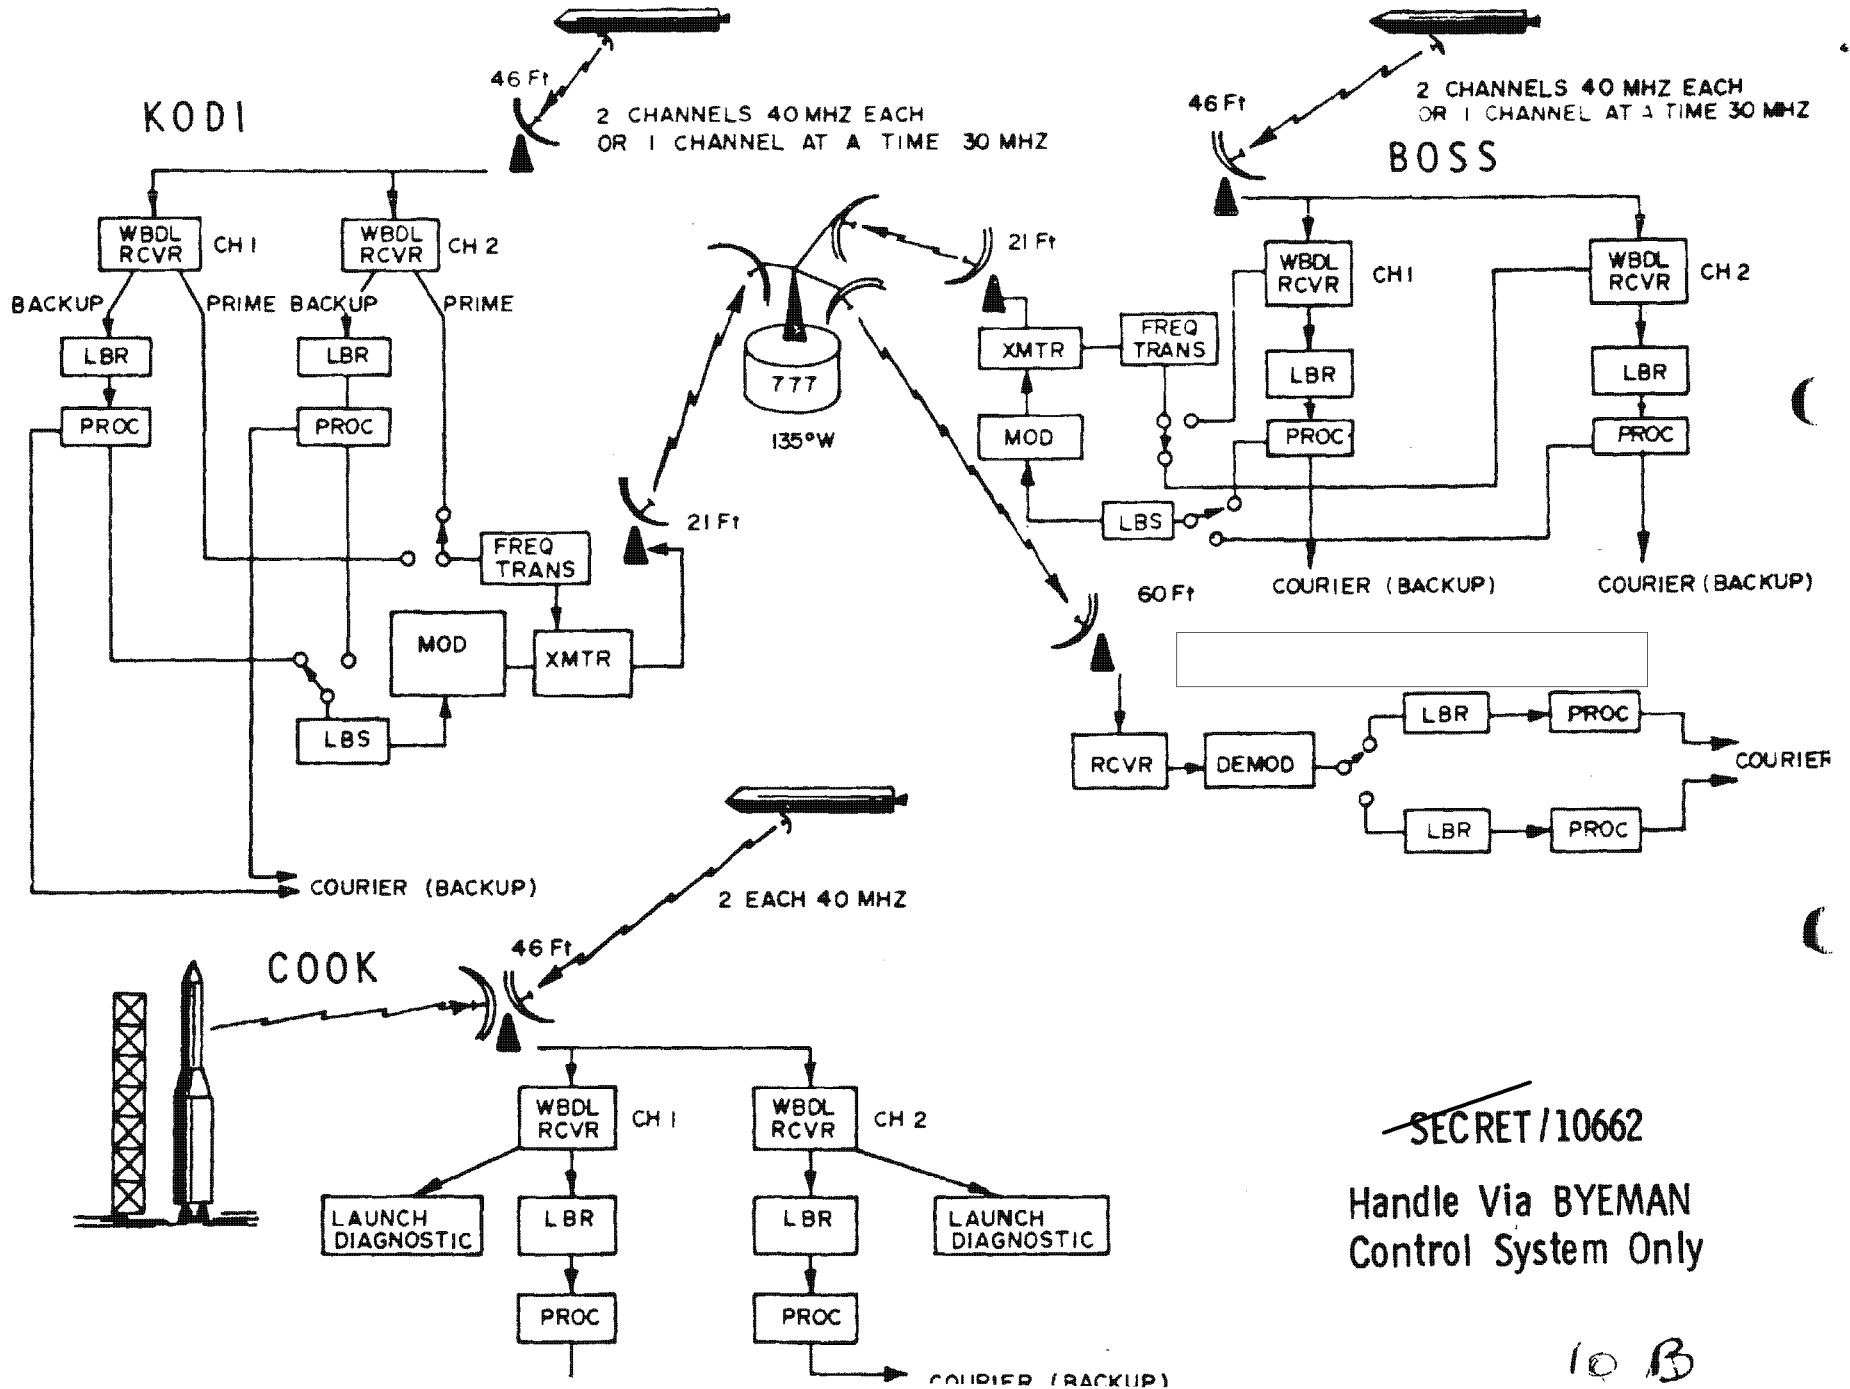 KODI
46 Ft
2 CHANNELS 40 MHZ EACH
OR 1 CHANNEL AT A TIME 30 MHZ
WBDL
RCVR
CH 1
WBDL
RCVR
CH 2
BACKUP
PRIME
BACKUP
PRIME
LBR
LBR
PROC
PROC
FREQ
TRANS
MOD
XMTR
LBS
21 Ft
COURIER (BACKUP)
777
135°W
46 Ft
2 CHANNELS 40 MHZ EACH
OR 1 CHANNEL AT A TIME 30 MHZ
BOSS
21 Ft
WBDL
RCVR
CH 1
WBDL
RCVR
CH 2
XMTR
FREQ
TRANS
LBR
LBR
MOD
PROC
PROC
LBS
COURIER (BACKUP)
COURIER (BACKUP)
60 Ft
RCVR
DEMOD
LBR
PROC
LBR
PROC
COURIER
COOK
46 Ft
2 EACH 40 MHZ
WBDL
RCVR
CH 1
WBDL
RCVR
CH 2
LAUNCH
DIAGNOSTIC
LBR
LBR
LAUNCH
DIAGNOSTIC
PROC
PROC
COURIER (BACKUP)
SECRET/10662
Handle Via BYEMAN
Control System Only
10 B